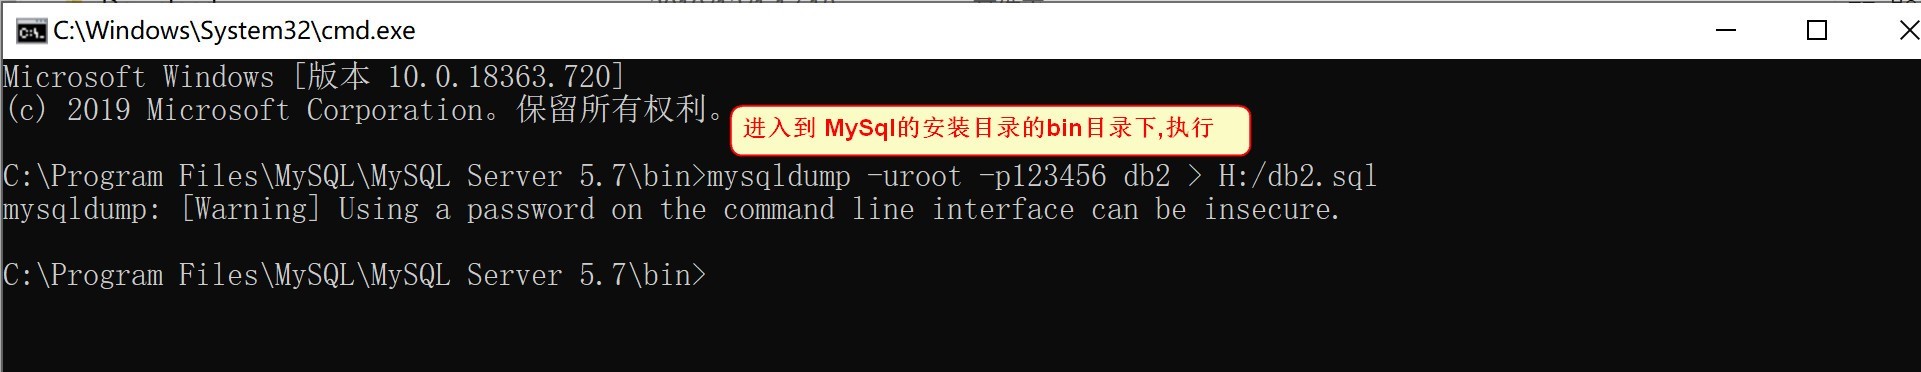 C:\Windows\System32\cmd.exe
Microsoft Windows [版本 10.0.18363.720]
(c) 2019 Microsoft Corporation。保留所有权利。
进入到 MySql的安装目录的bin目录下,执行
C:\Program Files\MySQL\MySQL Server 5.7\bin>mysqldump -uroot -p123456 db2 > H:/db2.sql
mysqldump: [Warning] Using a password on the command line interface can be insecure.
C:\Program Files\MySQL\MySQL Server 5.7\bin>